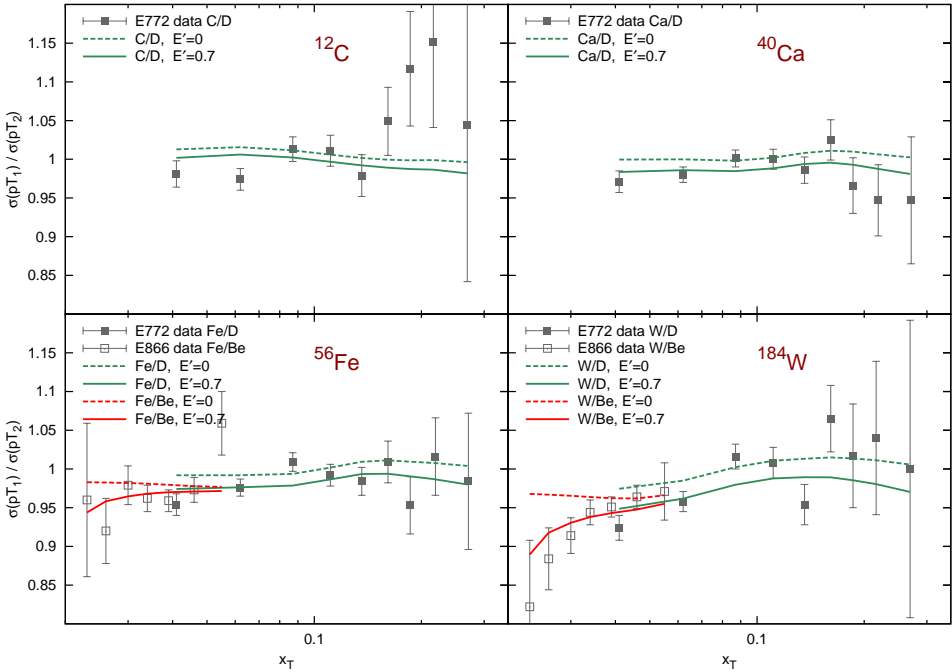 E772 data C/D
C/D, E′=0
C/D, E′=0.7
¹²C
1.15
1.1
1.05
1
0.95
0.9
0.85
σ(pT₁) / σ(pT₂)
E772 data Ca/D
Ca/D, E′=0
Ca/D, E′=0.7
⁴⁰Ca
E772 data Fe/D
E866 data Fe/Be
Fe/D, E′=0
Fe/D, E′=0.7
Fe/Be, E′=0
Fe/Be, E′=0.7
⁵⁶Fe
1.15
1.1
1.05
1
0.95
0.9
0.85
σ(pT₁) / σ(pT₂)
0.1
x_T
E772 data W/D
E866 data W/Be
W/D, E′=0
W/D, E′=0.7
W/Be, E′=0
W/Be, E′=0.7
¹⁸⁴W
0.1
x_T